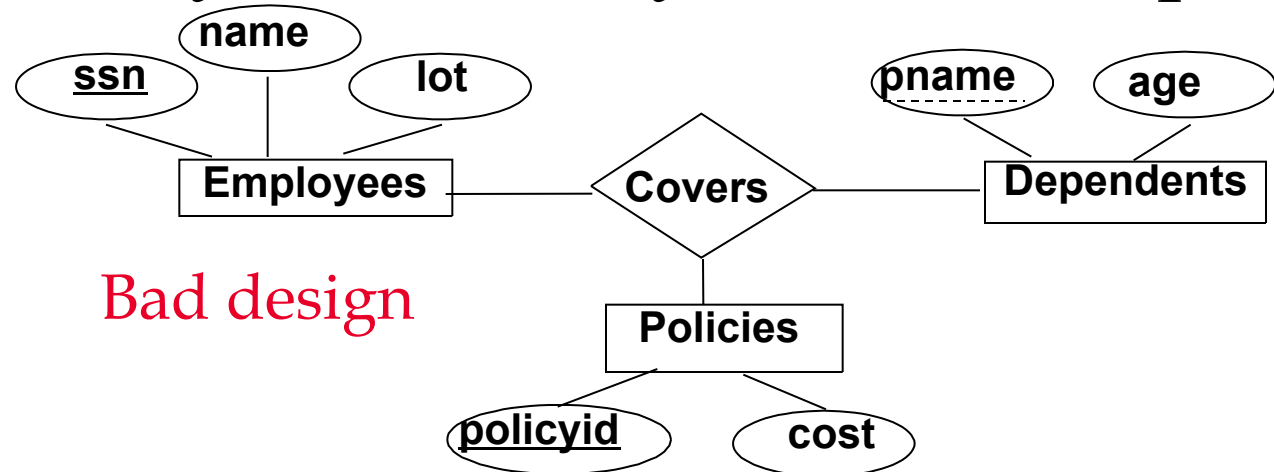 name
ssn
lot
pname
age
Employees
Covers
Dependents
Bad design
Policies
policyid
cost